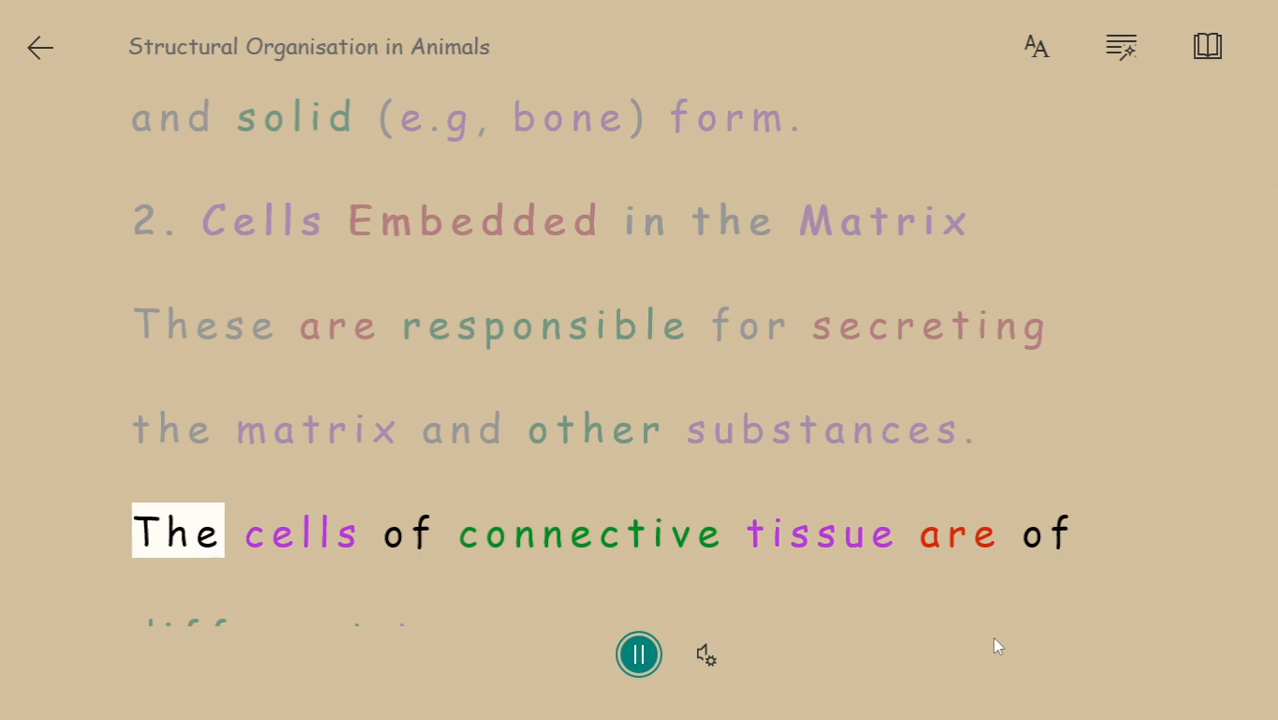 Structural Organisation in Animals
and solid (e.g, bone) form.
2. Cells Embedded in the Matrix
These are responsible for secreting
the matrix and other substances.
The cells of connective tissue are of